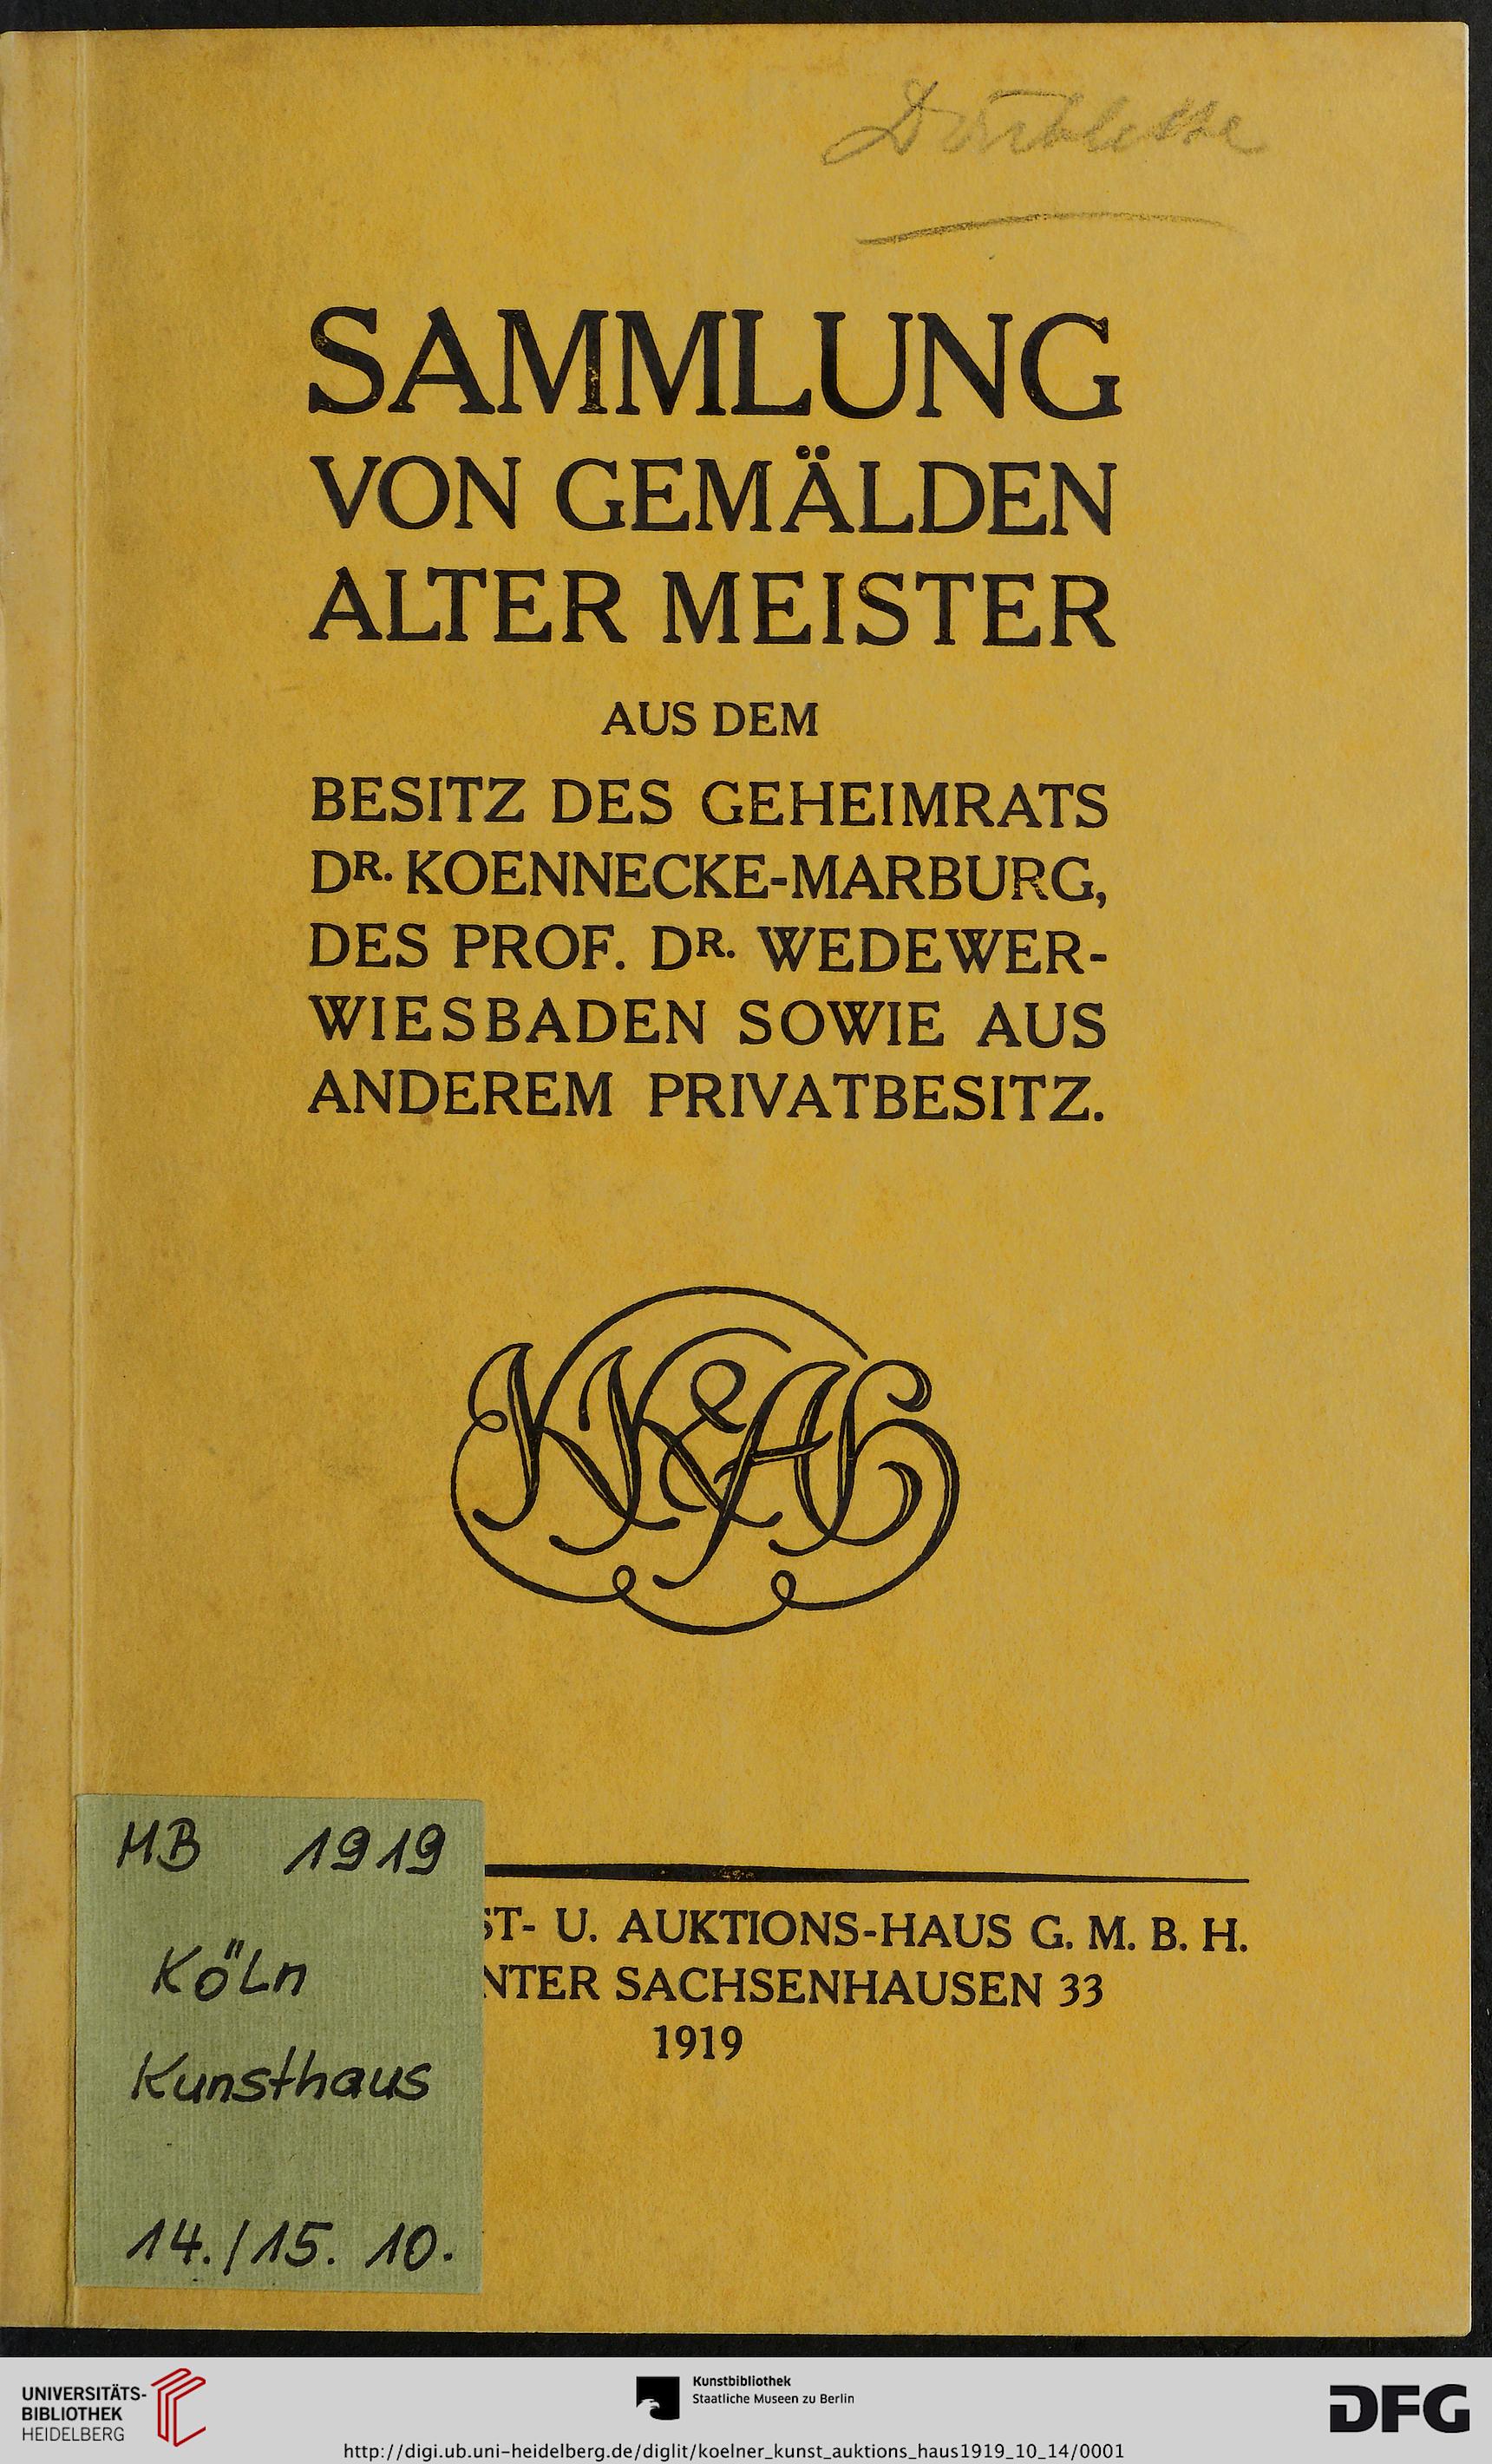 SAMMLUNG
VON GEMÄLDEN
ALTER MEISTER
AUS DEM
BESITZ DES GEHEIMRATS
DR. KOENNECKE-MARBURG,
DES PROF. DR. WEDEWER-
WIESBADEN SOWIE AUS
ANDEREM PRIVATBESITZ.
KK&AH
MB 1919
Köln
Kunsthaus
14./15. 10.
ST- U. AUKTIONS-HAUS G. M. B. H.
NTER SACHSENHAUSEN 33
1919
UNIVERSITÄTS-
BIBLIOTHEK
HEIDELBERG
Kunstbibliothek
Staatliche Museen zu Berlin
DFG
http://digi.ub.uni-heidelberg.de/diglit/koelner_kunst_auktions_haus1919_10_14/0001